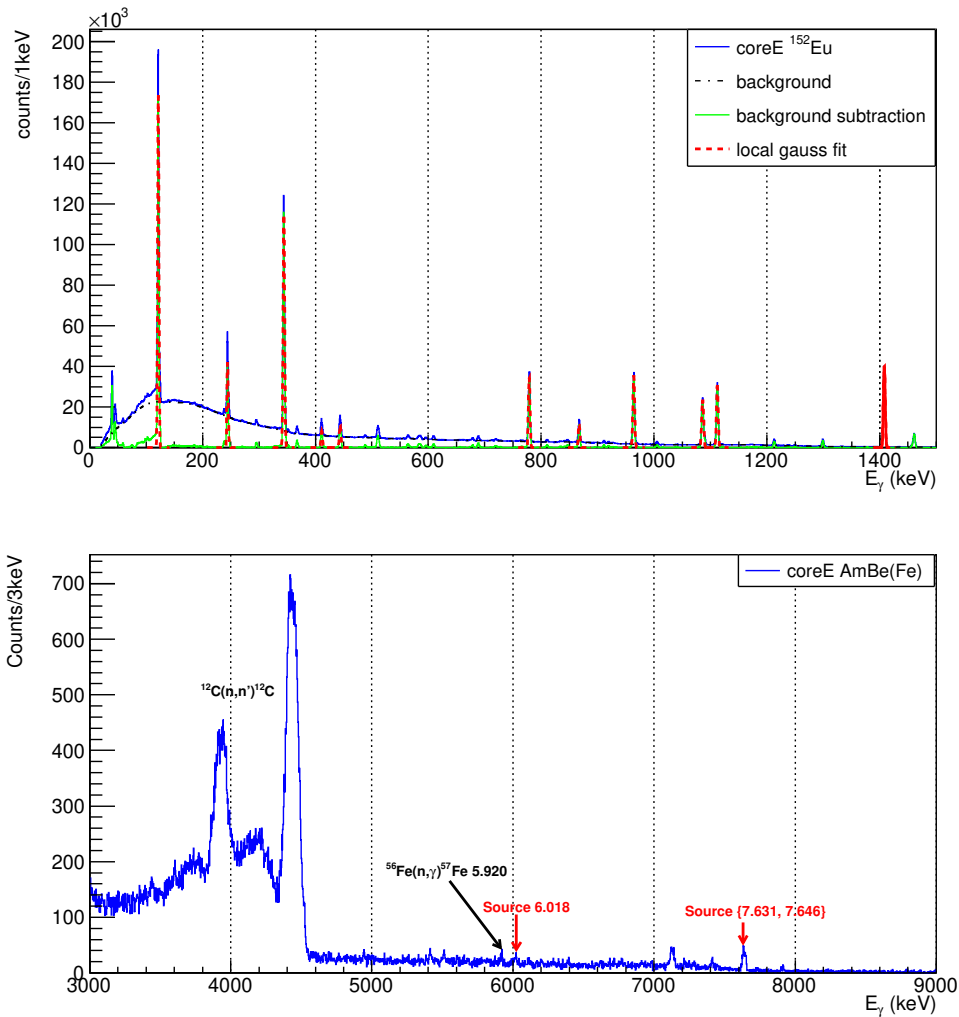 ×10³
counts/1keV
200
180
160
140
120
100
80
60
40
20
0
coreE ¹⁵²Eu
background
background subtraction
local gauss fit
0 200 400 600 800 1000 1200 1400
Eγ (keV)
Counts/3keV
700
600
500
400
300
200
100
0
coreE AmBe(Fe)
¹²C(n,n')¹²C
⁵⁶Fe(n,γ)⁵⁷Fe 5.920
Source 6.018
Source {7.631, 7.646}
3000 4000 5000 6000 7000 8000 9000
Eγ (keV)